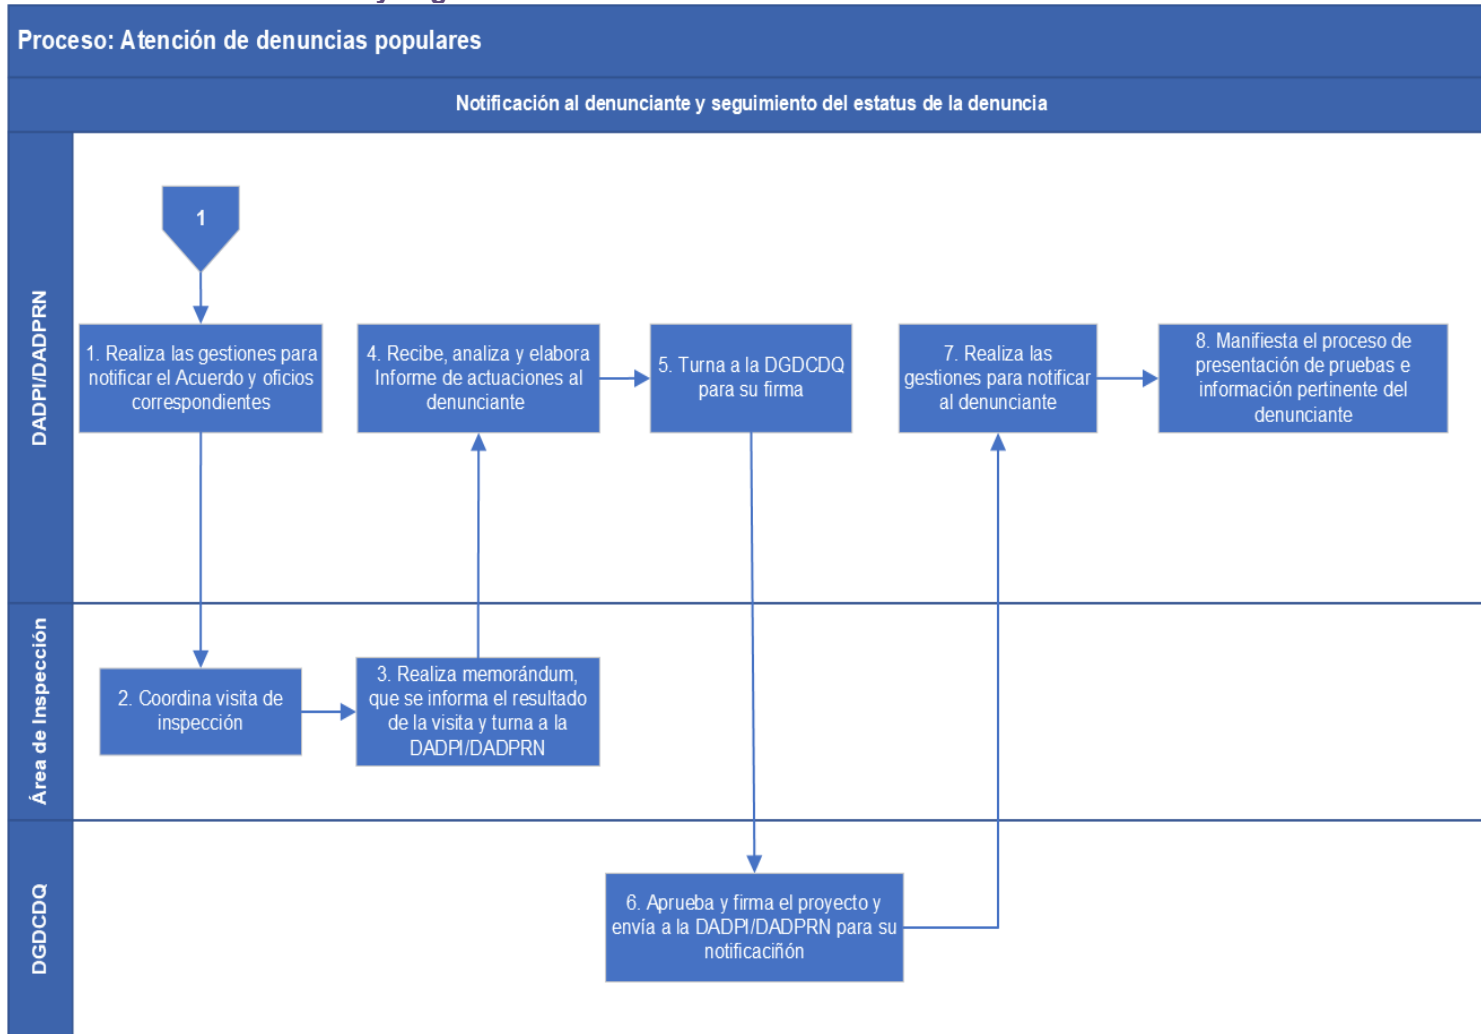 Proceso: Atención de denuncias populares
Notificación al denunciante y seguimiento del estatus de la denuncia
DADPI/DADPRN
1
1. Realiza las gestiones para
notificar el Acuerdo y oficios
correspondientes
4. Recibe, analiza y elabora
Informe de actuaciones al
denunciante
5. Turna a la DGDCDQ
para su firma
7. Realiza las
gestiones para notificar
al denunciante
8. Manifiesta el proceso de
presentación de pruebas e
información pertinente del
denunciante
Área de Inspección
2. Coordina visita de
inspección
3. Realiza memorándum,
que se informa el resultado
de la visita y turna a la
DADPI/DADPRN
DGDCDQ
6. Aprueba y firma el proyecto y
envía a la DADPI/DADPRN para su
notificaciñón